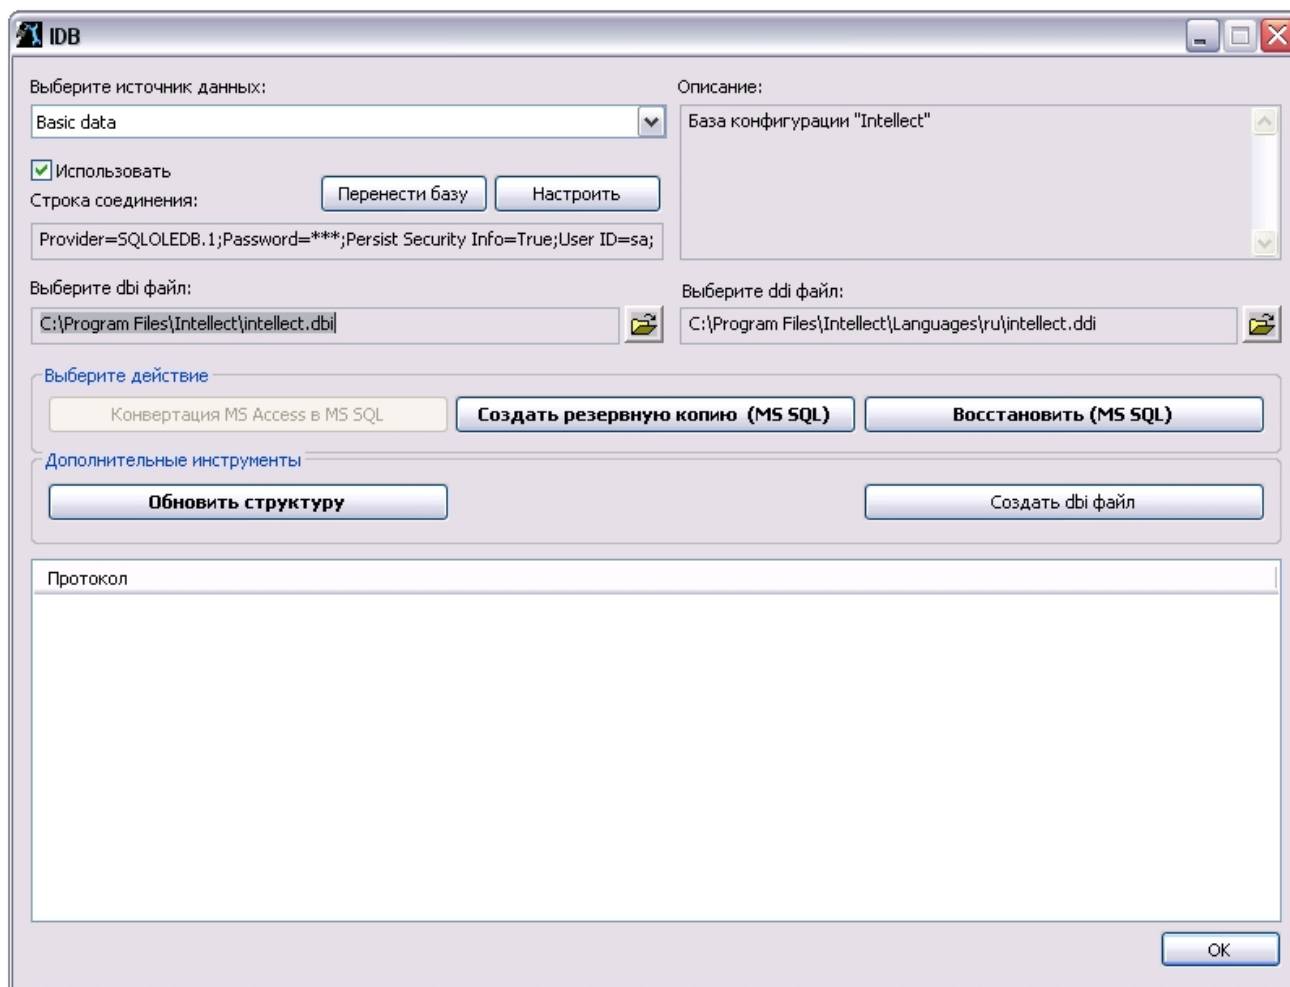 IDB
Выберите источник данных:
Basic data
Описание:
База конфигурации "Intellect"
Использовать
Строка соединения:
Перенести базу
Настроить
Provider=SQLOLEDB.1;Password=***;Persist Security Info=True;User ID=sa;
Выберите dbi файл:
C:\Program Files\Intellect\intellect.dbi
Выберите ddi файл:
C:\Program Files\Intellect\Languages\ru\intellect.ddi
Выберите действие
Конвертация MS Access в MS SQL
Создать резервную копию (MS SQL)
Восстановить (MS SQL)
Дополнительные инструменты
Обновить структуру
Создать dbi файл
Протокол
OK